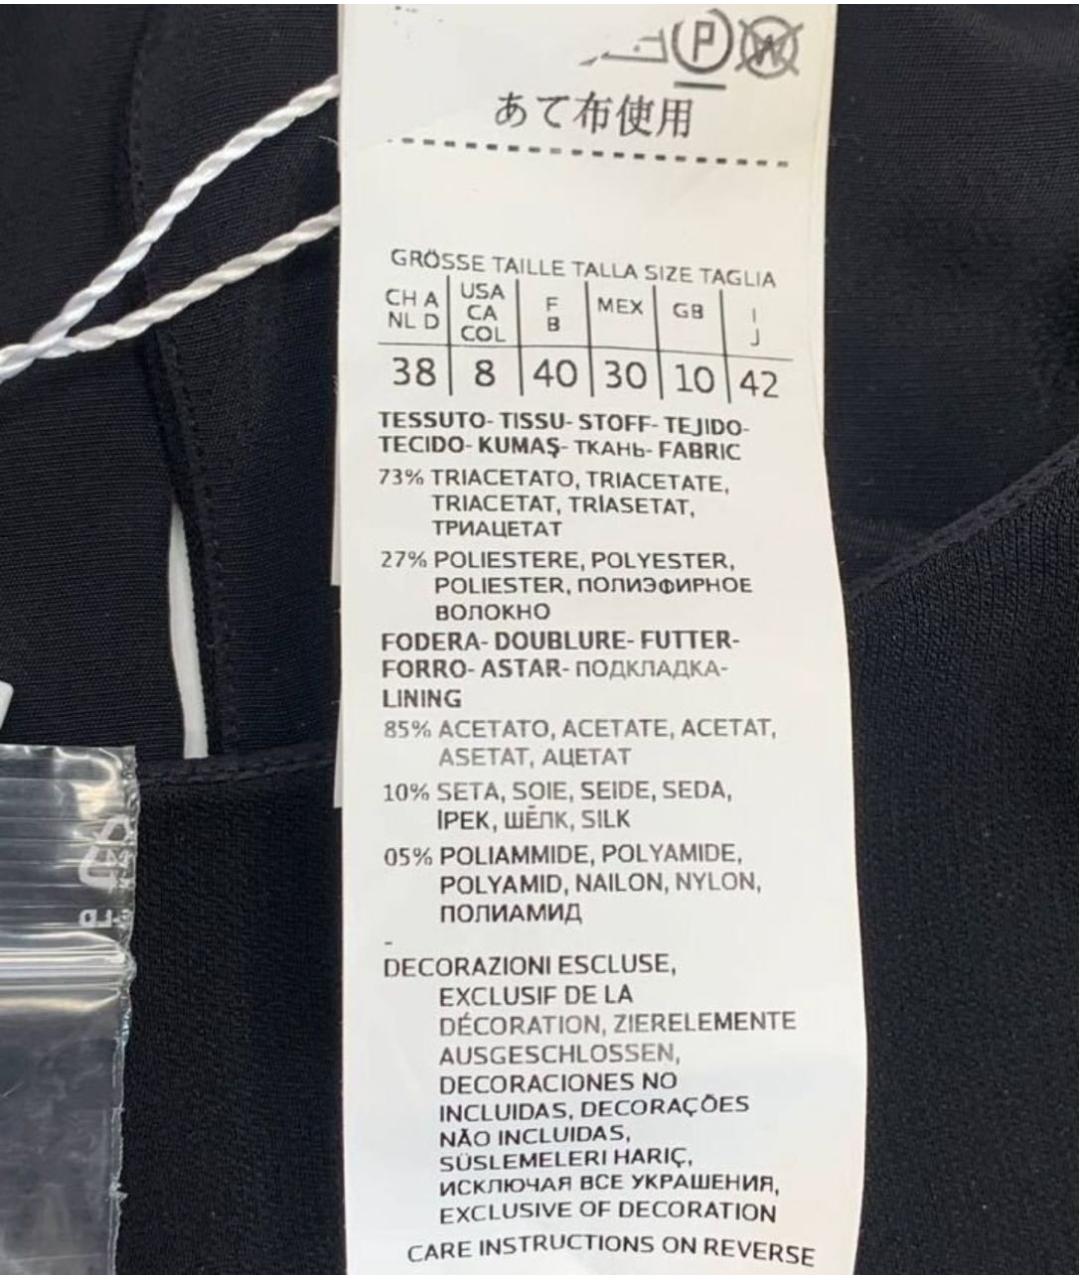 P W
あて布使用
GRÖSSE TAILLE TALLA SIZE TAGLIA
CH A NL D USA CA COL F B MEX GB I J
38 8 40 30 10 42
TESSUTO- TISSU- STOFF- TEJIDO-
TECIDO- KUMAŞ- ТКАНЬ- FABRIC
73% TRIACETATO, TRIACETATE,
TRIACETAT, TRİASETAT,
ТРИАЦЕТАТ
27% POLIESTERE, POLYESTER,
POLIESTER, ПОЛИЭФИРНОЕ
ВОЛОКНО
FODERA- DOUBLURE- FUTTER-
FORRO- ASTAR- ПОДКЛАДКА-
LINING
85% ACETATO, ACETATE, ACETAT,
ASETAT, АЦЕТАТ
10% SETA, SOIE, SEIDE, SEDA,
İPEK, ШЁЛК, SILK
05% POLIAMMIDE, POLYAMIDE,
POLYAMID, NAILON, NYLON,
ПОЛИАМИД
-
DECORAZIONI ESCLUSE,
EXCLUSIF DE LA
DÉCORATION, ZIERELEMENTE
AUSGESCHLOSSEN,
DECORACIONES NO
INCLUIDAS, DECORAÇÕES
NÃO INCLUIDAS,
SÜSLEMELERI HARIÇ,
ИСКЛЮЧАЯ ВСЕ УКРАШЕНИЯ,
EXCLUSIVE OF DECORATION
CARE INSTRUCTIONS ON REVERSE